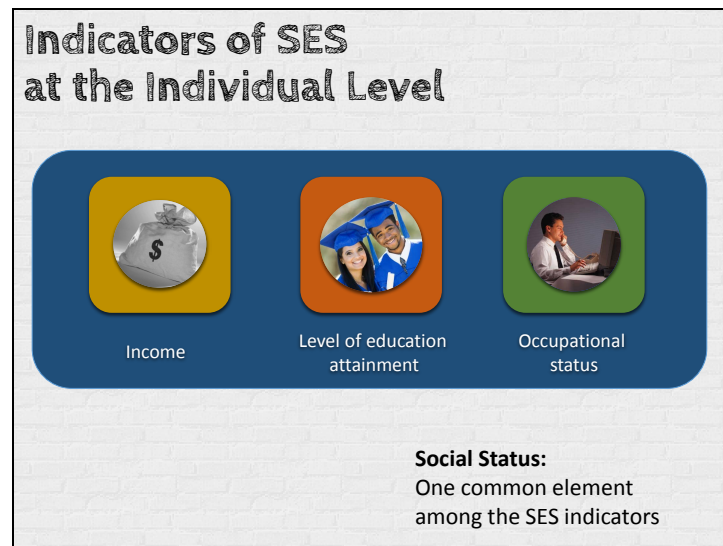 Indicators of SES
at the Individual Level
$
Income
Level of education
attainment
Occupational
status
Social Status:
One common element
among the SES indicators